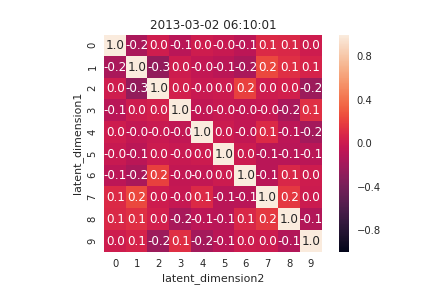 2013-03-02 06:10:01
0 1.0 -0.2 0.0 -0.1 0.0 -0.0 -0.1 0.1 0.1 0.0
1 -0.2 1.0 -0.3 0.0 -0.0 -0.1 -0.2 0.2 0.1 0.1
2 0.0 -0.3 1.0 0.0 -0.0 0.0 0.2 0.0 0.0 -0.2
3 -0.1 0.0 0.0 1.0 -0.0 -0.0 -0.0 -0.0 -0.2 0.1
4 0.0 -0.0 -0.0 -0.0 1.0 0.0 -0.0 0.1 -0.1 -0.2
5 -0.0 -0.1 0.0 -0.0 0.0 1.0 0.0 -0.1 -0.1 -0.1
6 -0.1 -0.2 0.2 -0.0 -0.0 0.0 1.0 -0.1 0.1 0.0
7 0.1 0.2 0.0 -0.0 0.1 -0.1 -0.1 1.0 0.2 0.0
8 0.1 0.1 0.0 -0.2 -0.1 -0.1 0.1 0.2 1.0 -0.1
9 0.0 0.1 -0.2 0.1 -0.2 -0.1 0.0 0.0 -0.1 1.0
0 1 2 3 4 5 6 7 8 9
latent_dimension1
latent_dimension2
0.8
0.4
0.0
-0.4
-0.8